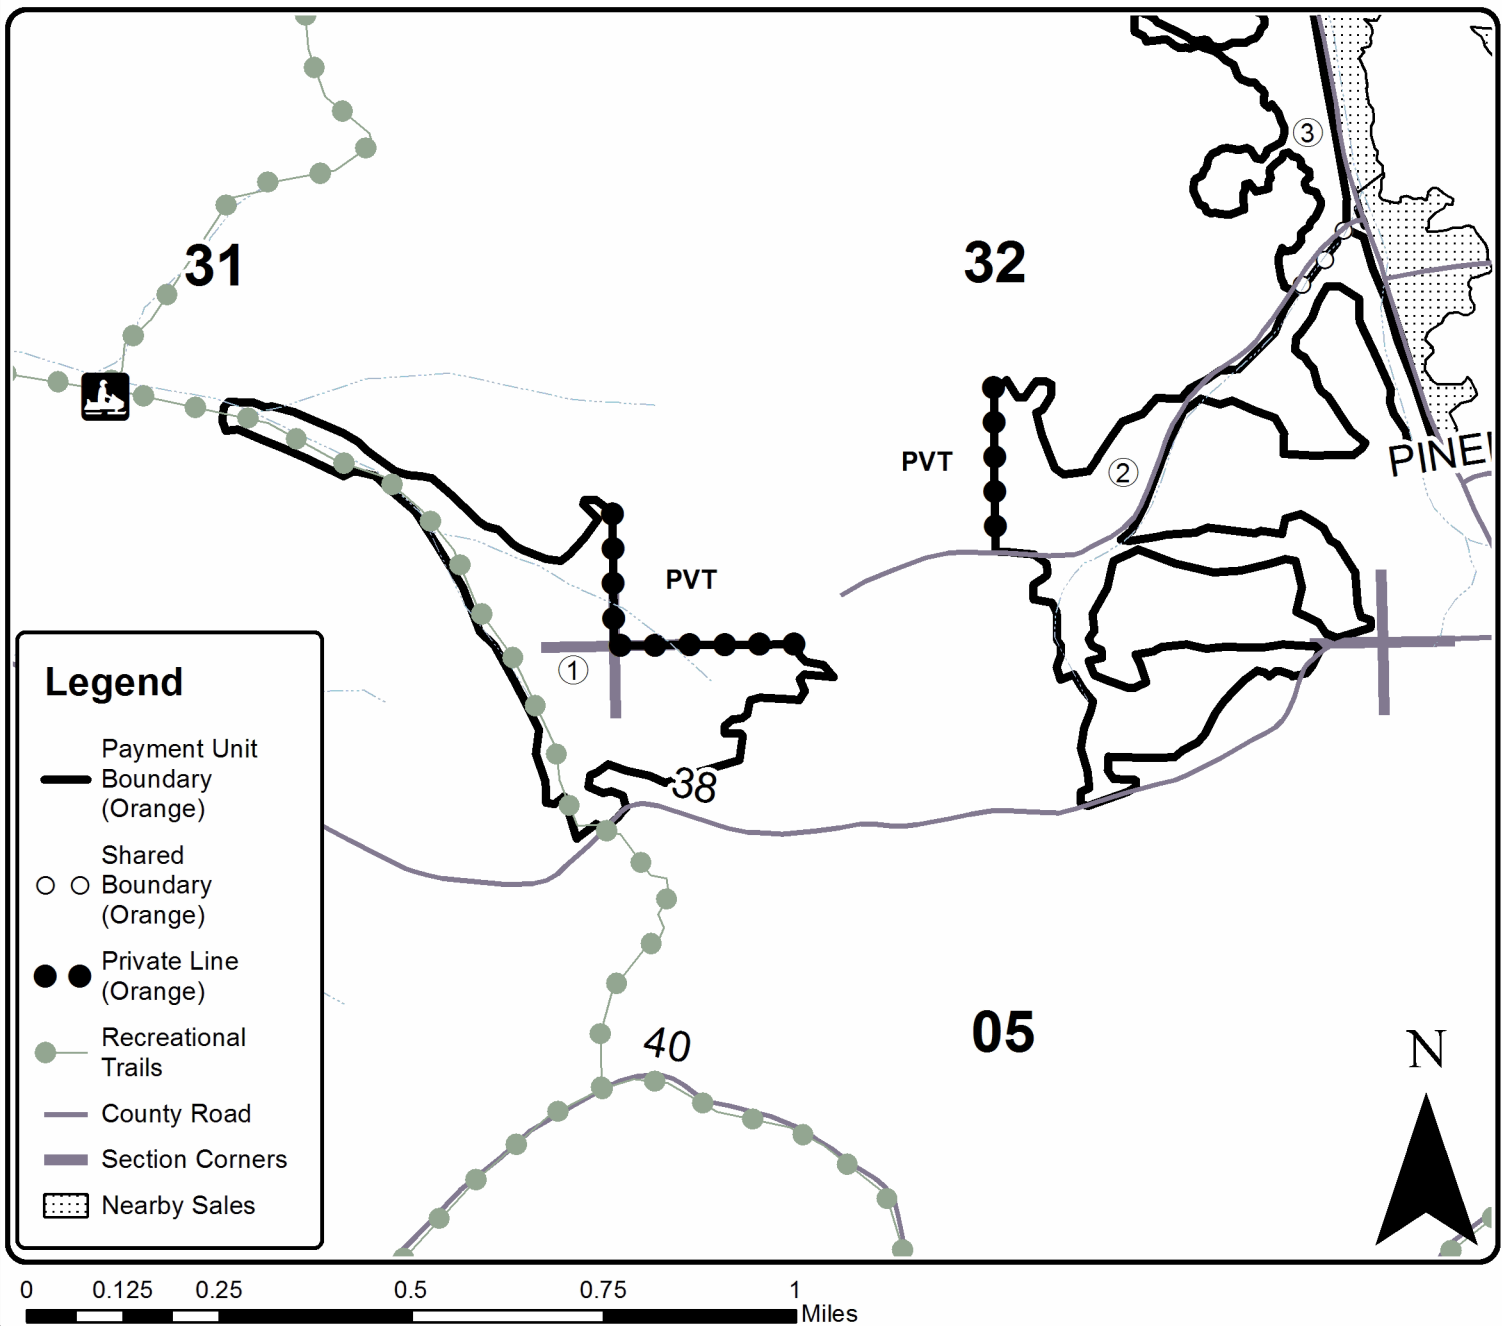 3
31
32
PINE
PVT
2
PVT
1
38
Legend
Payment Unit
Boundary
(Orange)
Shared
Boundary
(Orange)
Private Line
(Orange)
Recreational
Trails
County Road
Section Corners
Nearby Sales
40
05
N
0 0.125 0.25 0.5 0.75 1
Miles